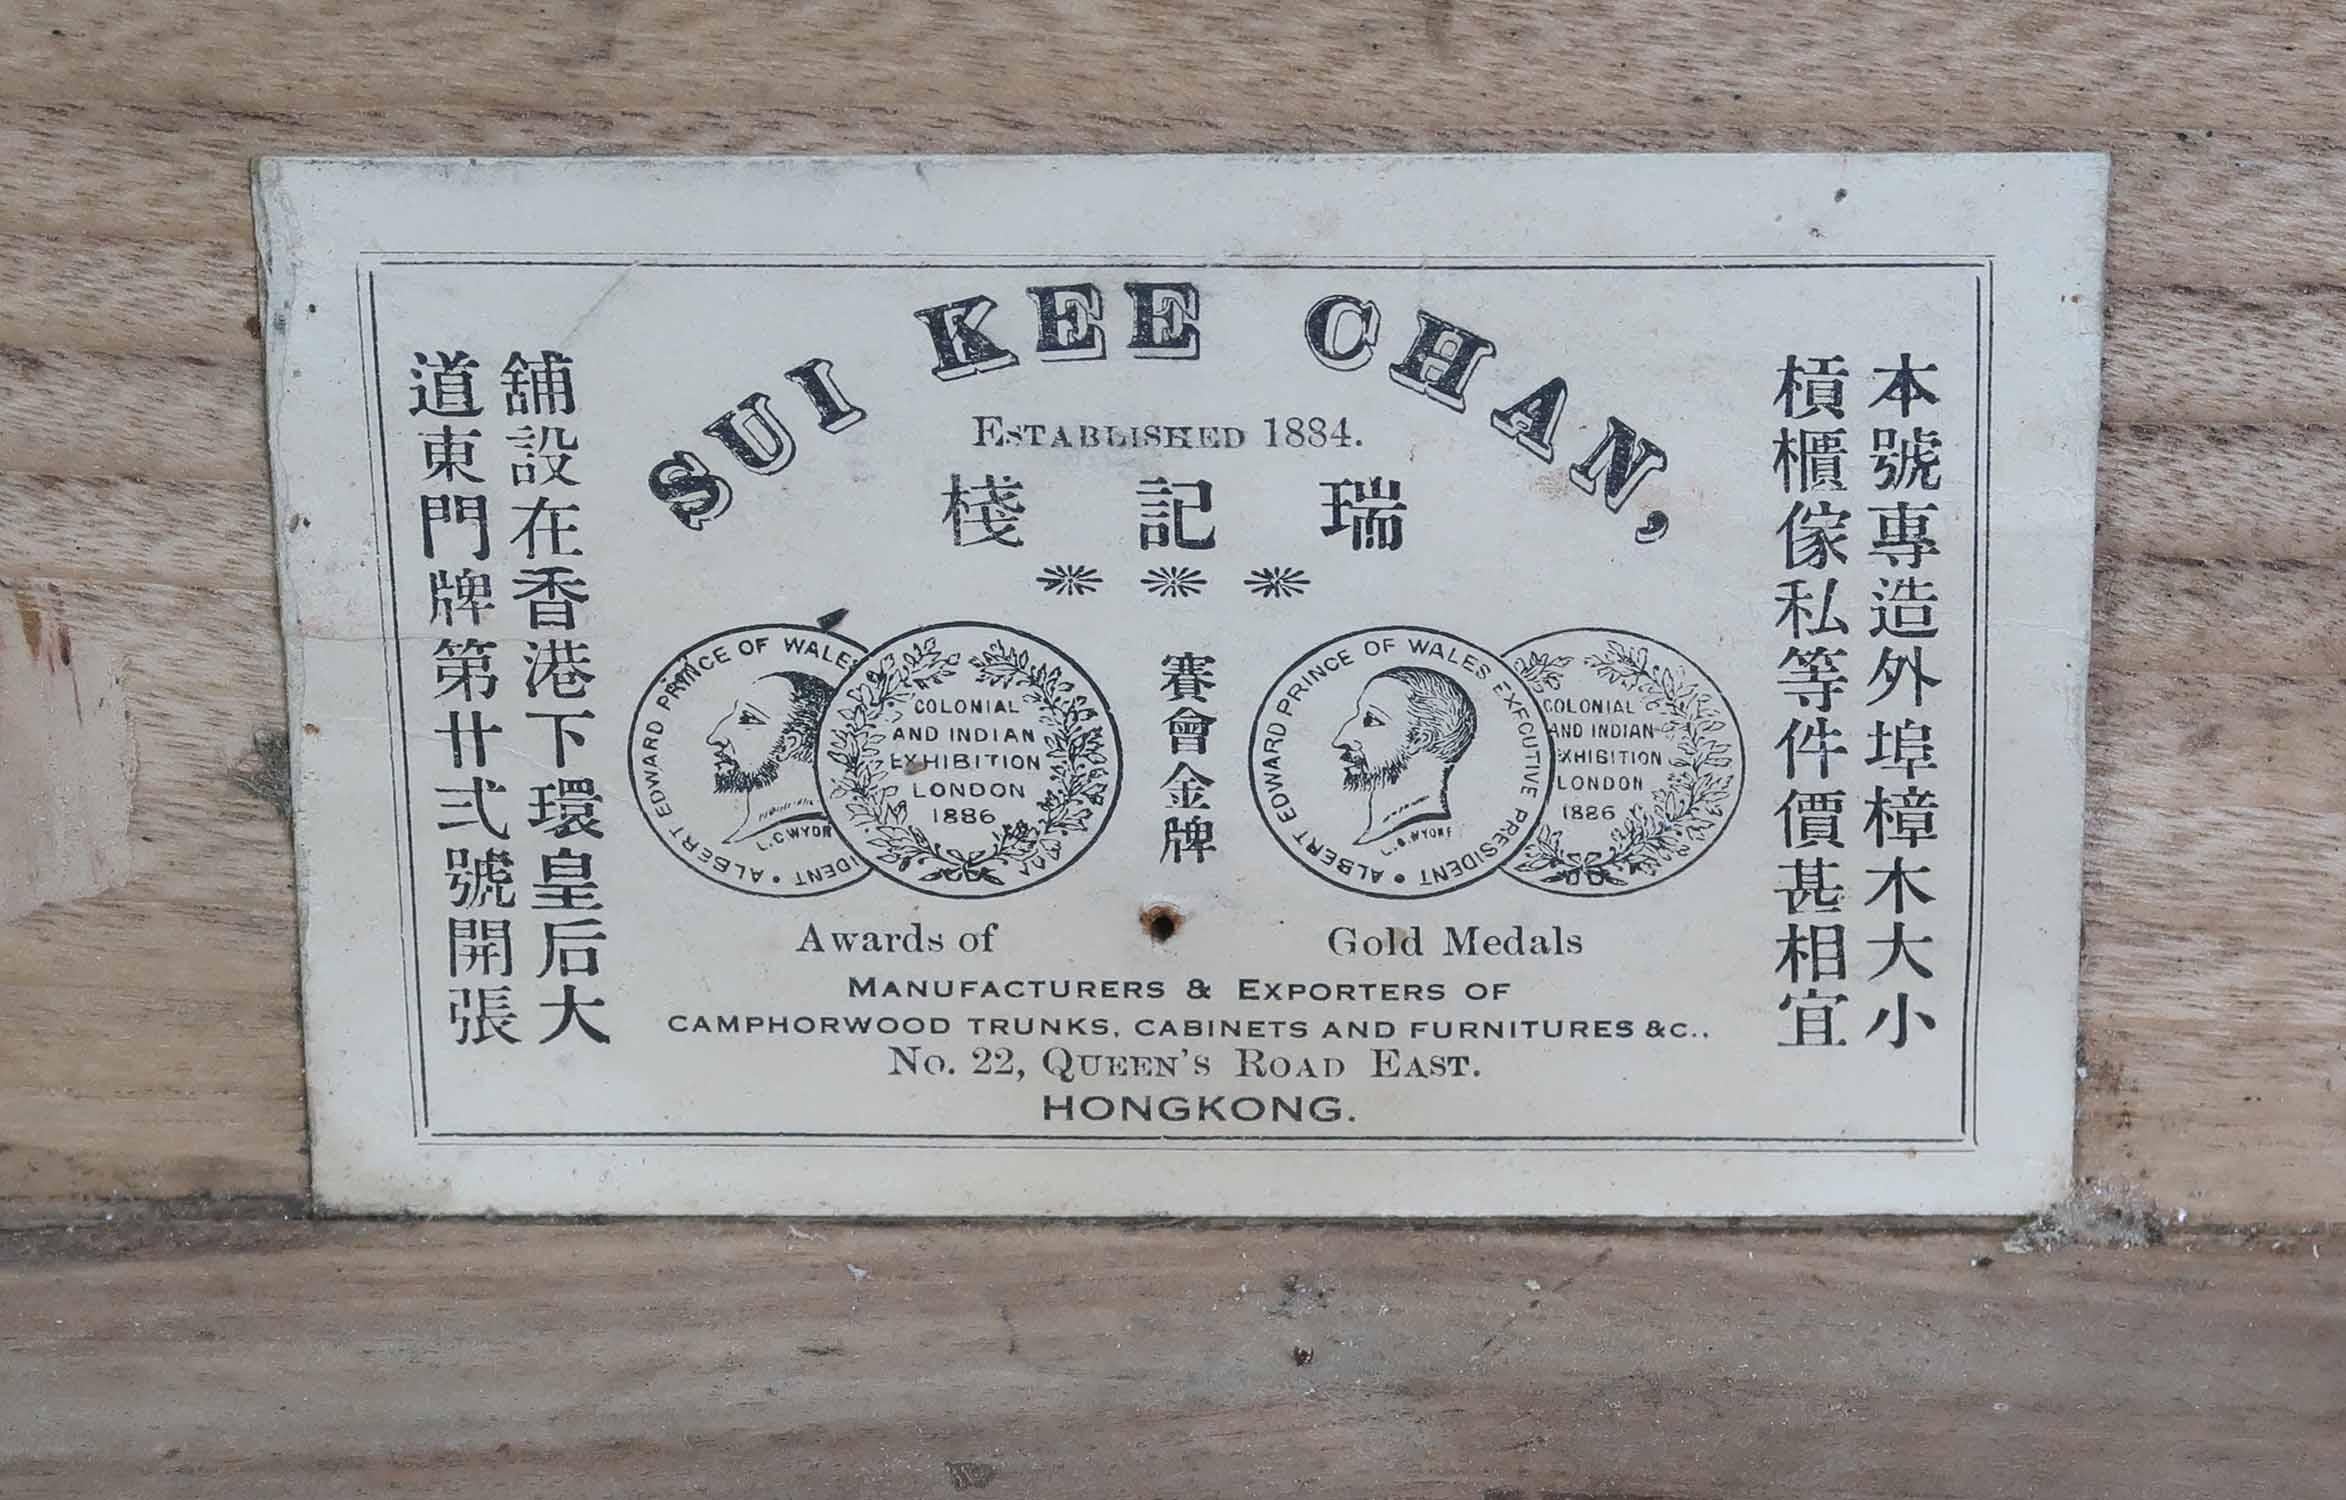 SUI KEE CHAN,
ESTABLISHED 1884.
瑞記棧
本號專造外埠樟木大小
槓櫃傢私等件價甚相宜
舖設在香港下環皇后大
道東門牌第廿弍號開張
ALBERT EDWARD PRINCE OF WALES IDENT
L.C.WYON
COLONIAL
AND INDIAN
EXHIBITION
LONDON
1886
賽會金牌
ALBERT EDWARD PRINCE OF WALES EXECUTIVE PRESIDENT
L.C.WYON
COLONIAL
AND INDIAN
EXHIBITION
LONDON
1886
Awards of Gold Medals
MANUFACTURERS & EXPORTERS OF
CAMPHORWOOD TRUNKS, CABINETS AND FURNITURES &C.,
No. 22, QUEEN'S ROAD EAST.
HONGKONG.